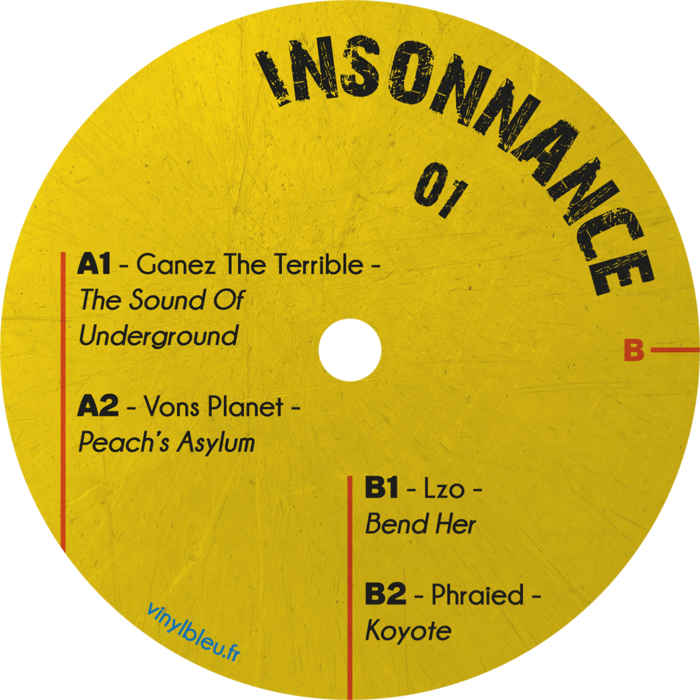 INSONNANCE
01
A1 - Ganez The Terrible -
The Sound Of
Underground
B
A2 - Vons Planet -
Peach's Asylum
B1 - Lzo -
Bend Her
B2 - Phraied -
Koyote
vinylbleu.fr